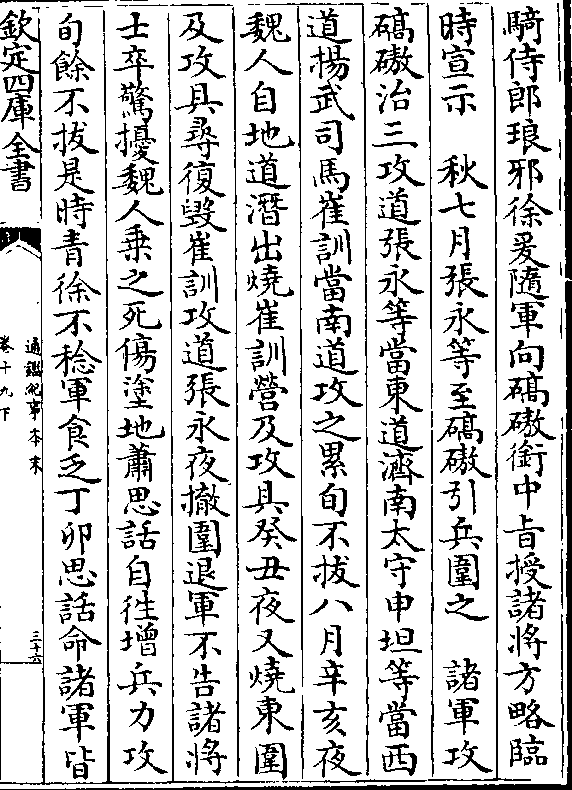 騎侍郎琅邪徐爰隨軍向碻磝銜中㫖授諸將方略臨
時宣示　秋七月張永等至碻磝引兵圍之　諸軍攻
碻磝治三攻道張永等當東道濟南太守申坦等當西
道揚武司馬崔訓當南道攻之累旬不拔八月辛亥夜
魏人自地道潛出燒崔訓營及攻具癸丑夜又燒東圍
及攻具尋復毁崔訓攻道張永夜撤圍退軍不告諸將
士卒驚擾魏人乗之死傷塗地蕭思話自徃增兵力攻
旬餘不拔是時青徐不稔軍食乏丁卯思話命諸軍皆
欽定四庫全書
通鑑紀事本末
卷十九下
三十六